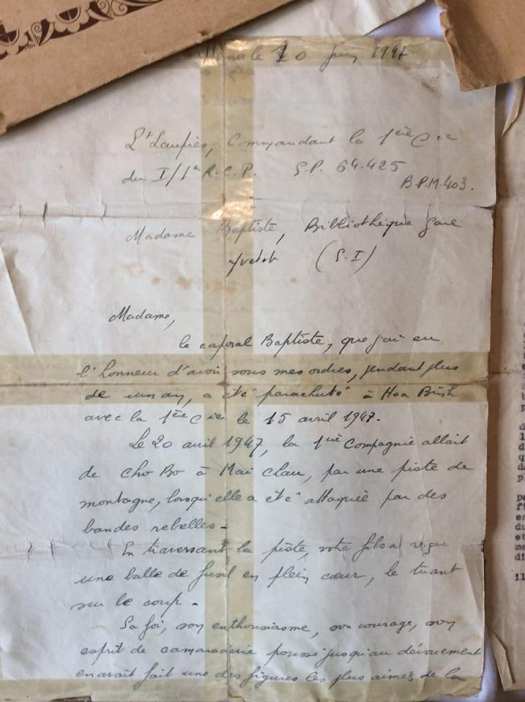 le 10 juin 1947
Lt Laupiès, Commandant la 1ère Cie
du I/1er R.C.P. S.P. 64.425
B.P.M. 403.
Madame Baptiste, Bibliothèque Gare
Yvetot (S.I)
Madame,
le caporal Baptiste, que j'ai eu
l'honneur d'avoir sous mes ordres, pendant plus
de un an, a été parachuté à Hoa Binh
avec la 1ère Cie le 15 avril 1947.
Le 20 avril 1947, la 1ère Compagnie allait
de Cho Bo à Mai Chau, par une piste de
montagne, lorsqu'elle a été attaquée par des
bandes rebelles -
En traversant la piste votre fils a reçu
une balle de fusil en plein cœur, le tuant
sur le coup -
Sa foi, son enthousiasme, son courage, son
esprit de camaraderie poussé jusqu'au dévouement
en avait fait une des figures les plus aimées de la